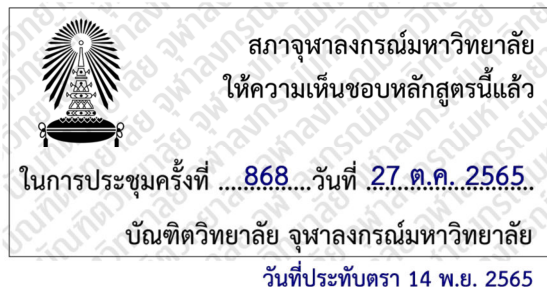 สภาจุฬาลงกรณ์มหาวิทยาลัย
ให้ความเห็นชอบหลักสูตรนี้แล้ว
ในการประชุมครั้งที่ ....868....วันที่ .27 ต.ค. 2565.
บัณฑิตวิทยาลัย จุฬาลงกรณ์มหาวิทยาลัย
วันที่ประทับตรา 14 พ.ย. 2565